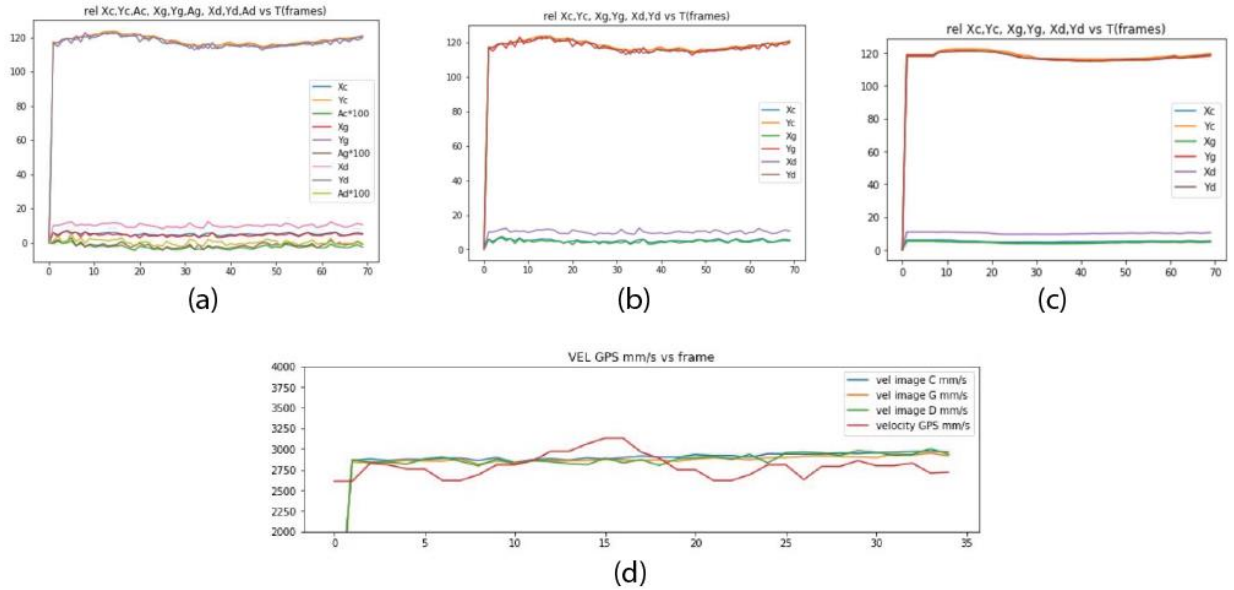 rel Xc,Yc,Ac, Xg,Yg,Ag, Xd,Yd,Ad vs T(frames)
120
100
80
60
40
20
0
0 10 20 30 40 50 60 70
Xc
Yc
Ac*100
Xg
Yg
Ag*100
Xd
Yd
Ad*100
(a)
rel Xc,Yc, Xg,Yg, Xd,Yd vs T(frames)
120
100
80
60
40
20
0
0 10 20 30 40 50 60 70
Xc
Yc
Xg
Yg
Xd
Yd
(b)
rel Xc,Yc, Xg,Yg, Xd,Yd vs T(frames)
120
100
80
60
40
20
0
0 10 20 30 40 50 60 70
Xc
Yc
Xg
Yg
Xd
Yd
(c)
VEL GPS mm/s vs frame
4000
3750
3500
3250
3000
2750
2500
2250
2000
0 5 10 15 20 25 30 35
vel image C mm/s
vel image G mm/s
vel image D mm/s
velocity GPS mm/s
(d)